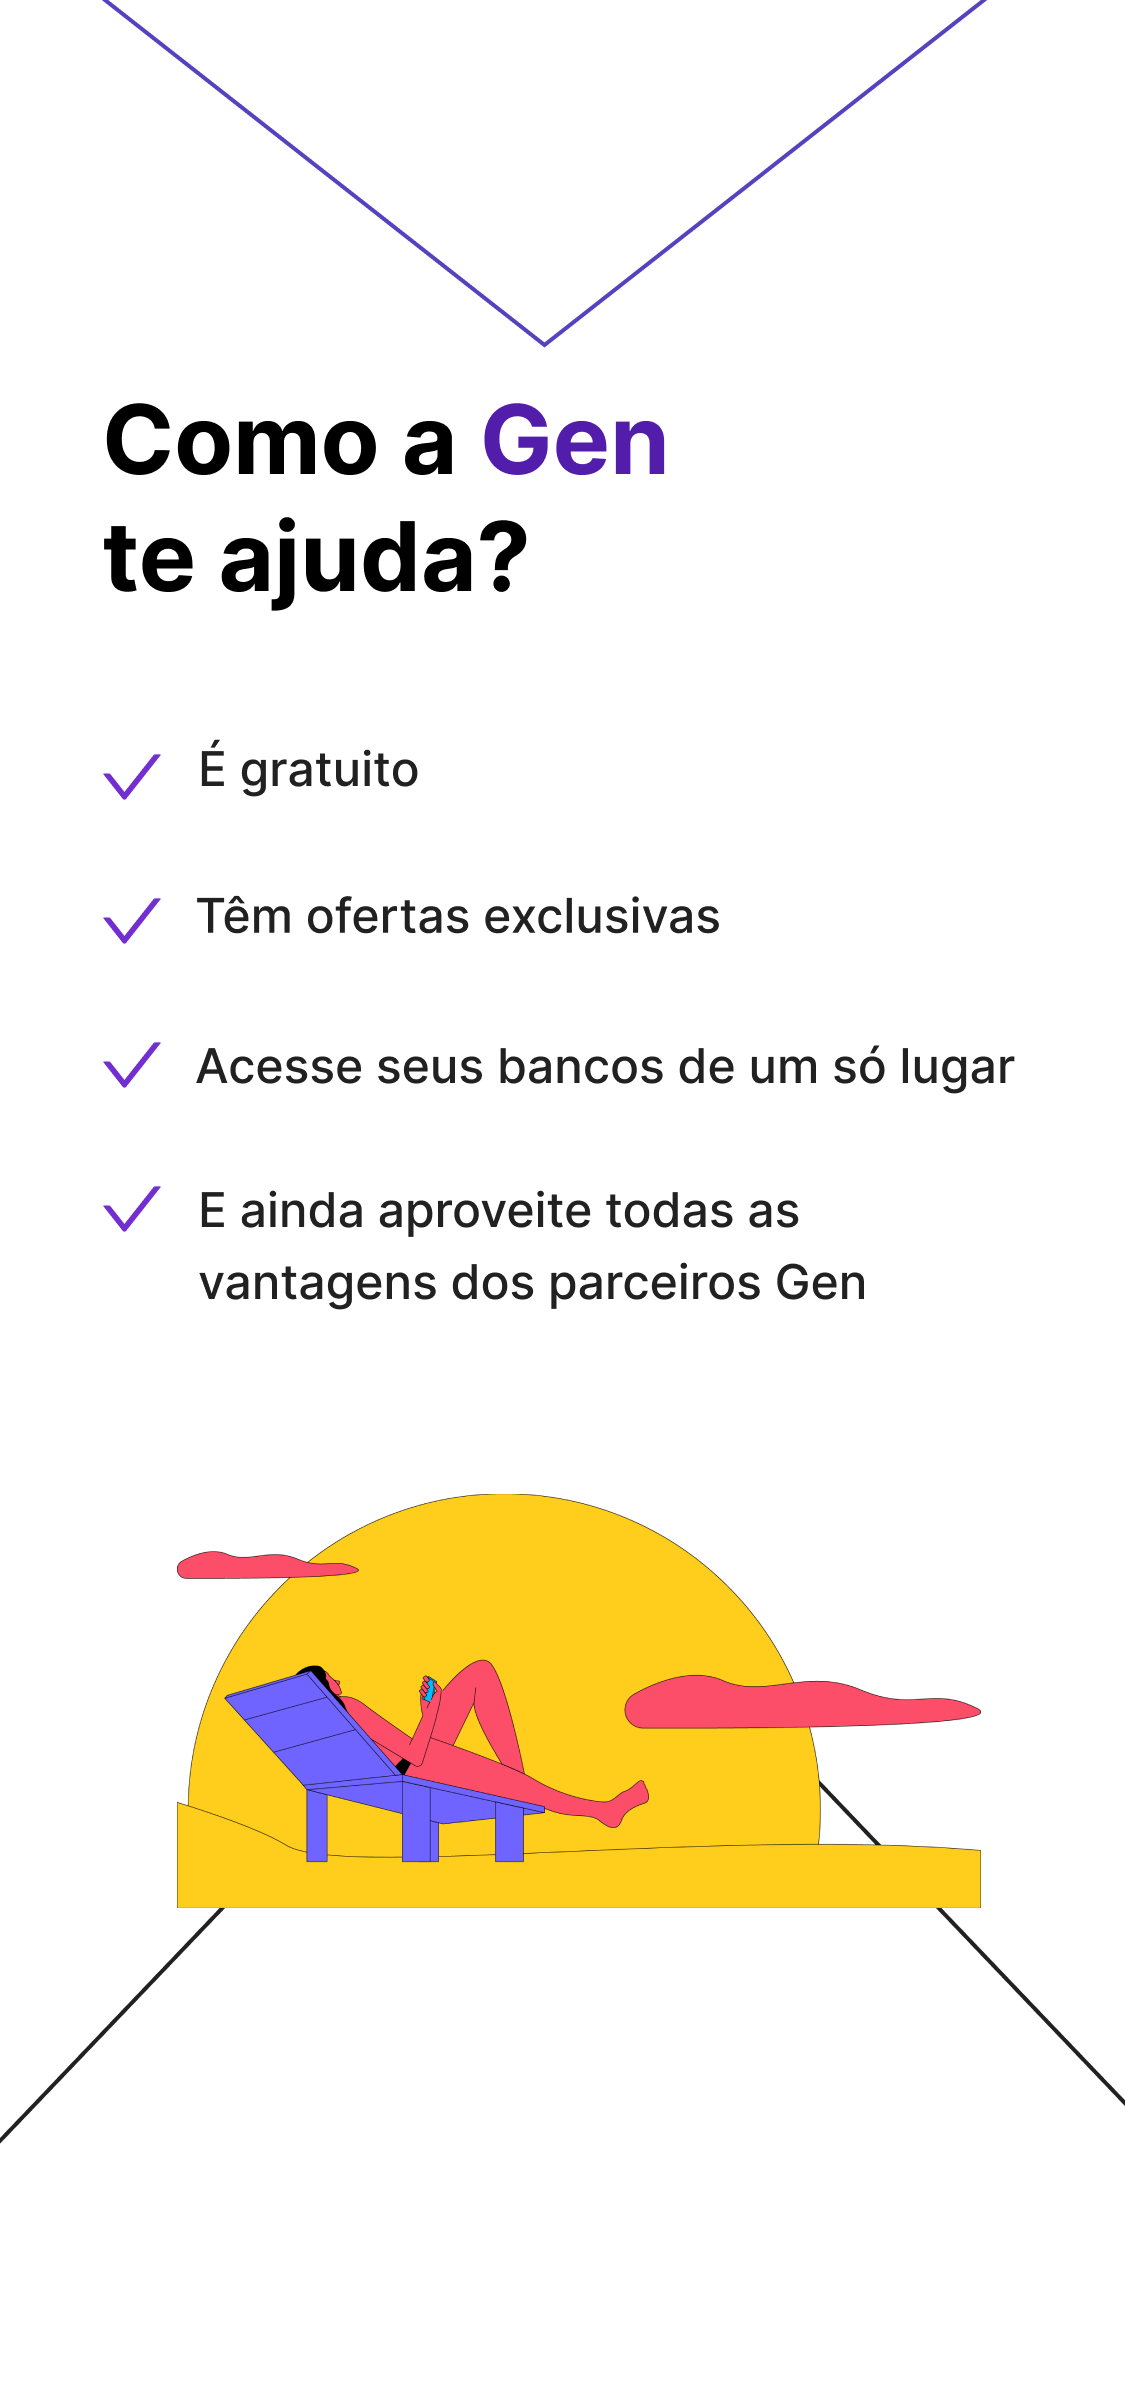 Como a Gen
te ajuda?
É gratuito
Têm ofertas exclusivas
Acesse seus bancos de um só lugar
E ainda aproveite todas as
vantagens dos parceiros Gen